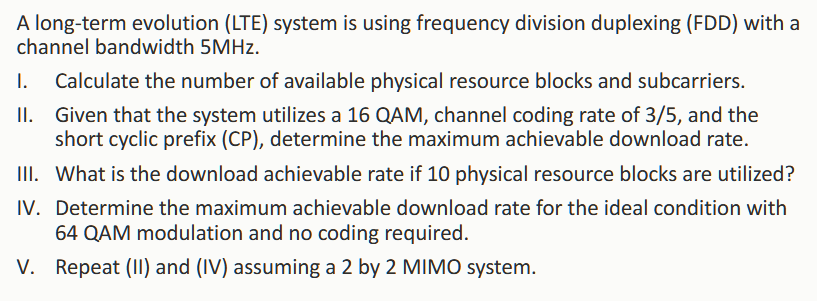 A long-term evolution (LTE) system is using frequency division duplexing (FDD) with a
channel bandwidth 5MHz.
I. Calculate the number of available physical resource blocks and subcarriers.
II. Given that the system utilizes a 16 QAM, channel coding rate of 3/5, and the
short cyclic prefix (CP), determine the maximum achievable download rate.
III. What is the download achievable rate if 10 physical resource blocks are utilized?
IV. Determine the maximum achievable download rate for the ideal condition with
64 QAM modulation and no coding required.
V. Repeat (II) and (IV) assuming a 2 by 2 MIMO system.